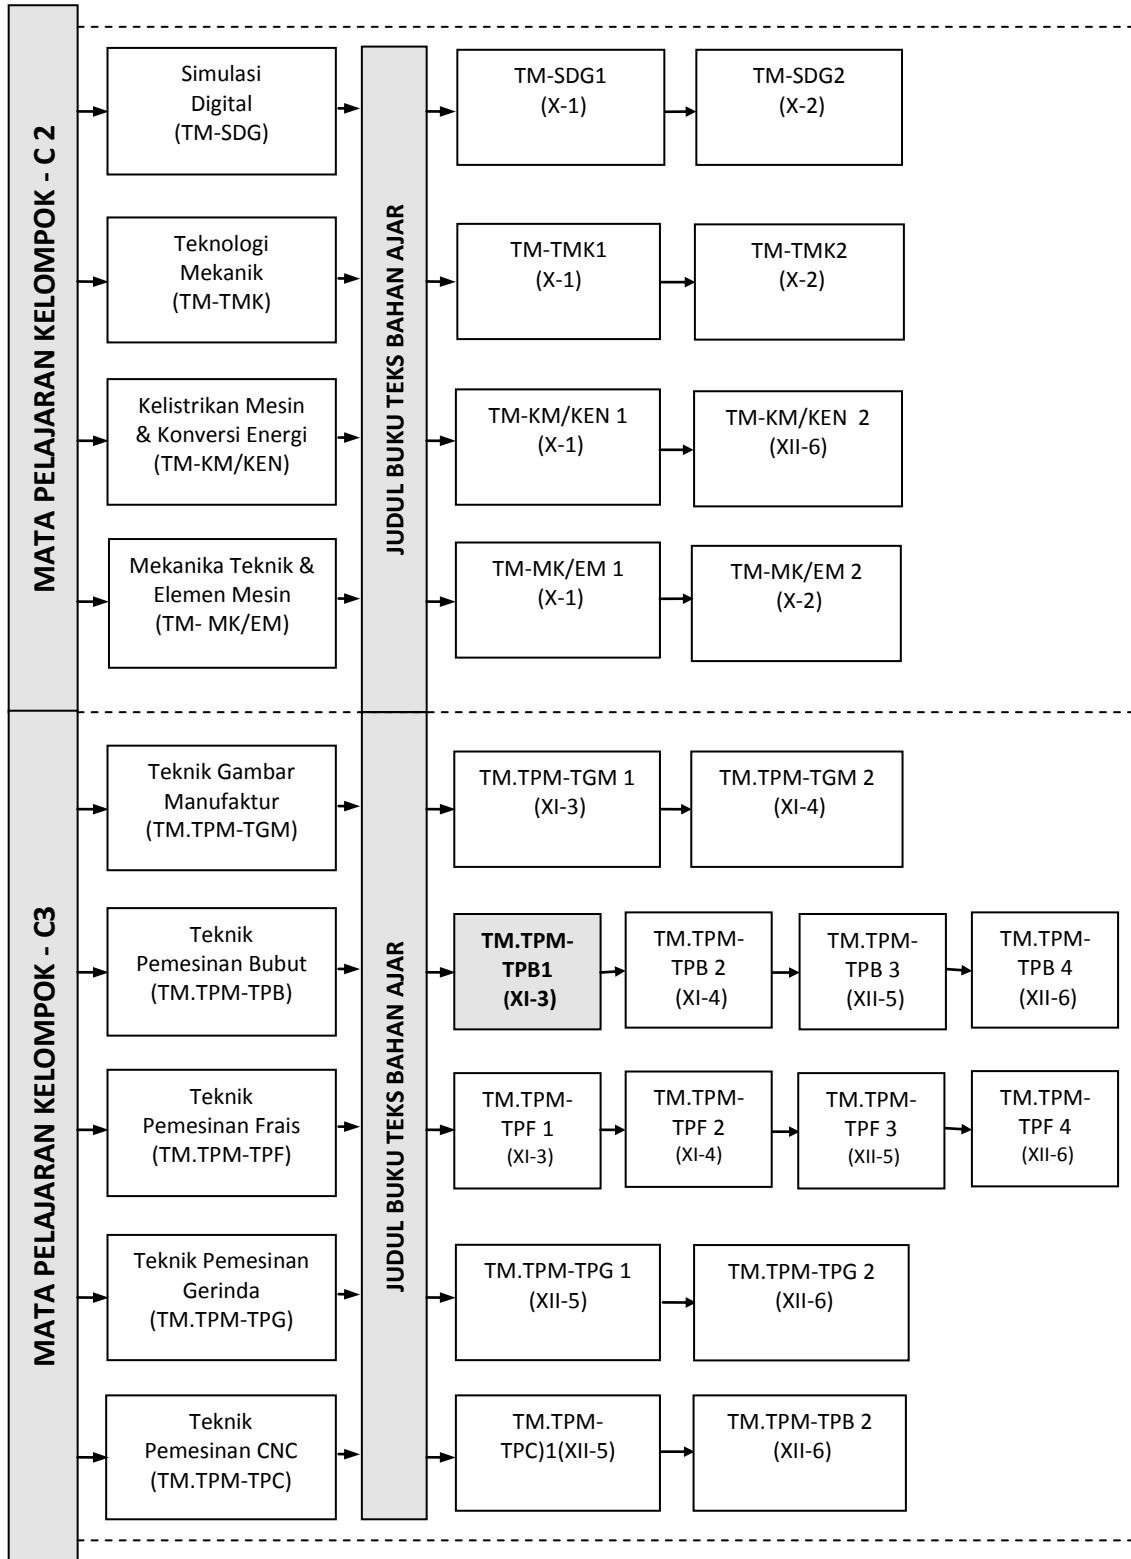 MATA PELAJARAN KELOMPOK - C 2
JUDUL BUKU TEKS BAHAN AJAR
Simulasi
Digital
(TM-SDG)
TM-SDG1
(X-1)
TM-SDG2
(X-2)
Teknologi
Mekanik
(TM-TMK)
TM-TMK1
(X-1)
TM-TMK2
(X-2)
Kelistrikan Mesin
& Konversi Energi
(TM-KM/KEN)
TM-KM/KEN 1
(X-1)
TM-KM/KEN  2
(XII-6)
Mekanika Teknik &
Elemen Mesin
(TM- MK/EM)
TM-MK/EM 1
(X-1)
TM-MK/EM 2
(X-2)
MATA PELAJARAN KELOMPOK - C3
JUDUL BUKU TEKS BAHAN AJAR
Teknik Gambar
Manufaktur
(TM.TPM-TGM)
TM.TPM-TGM 1
(XI-3)
TM.TPM-TGM 2
(XI-4)
Teknik
Pemesinan Bubut
(TM.TPM-TPB)
TM.TPM-
TPB1
(XI-3)
TM.TPM-
TPB 2
(XI-4)
TM.TPM-
TPB 3
(XII-5)
TM.TPM-
TPB 4
(XII-6)
Teknik
Pemesinan Frais
(TM.TPM-TPF)
TM.TPM-
TPF 1
(XI-3)
TM.TPM-
TPF 2
(XI-4)
TM.TPM-
TPF 3
(XII-5)
TM.TPM-
TPF 4
(XII-6)
Teknik Pemesinan
Gerinda
(TM.TPM-TPG)
TM.TPM-TPG 1
(XII-5)
TM.TPM-TPG 2
(XII-6)
Teknik
Pemesinan CNC
(TM.TPM-TPC)
TM.TPM-
TPC)1(XII-5)
TM.TPM-TPB 2
(XII-6)